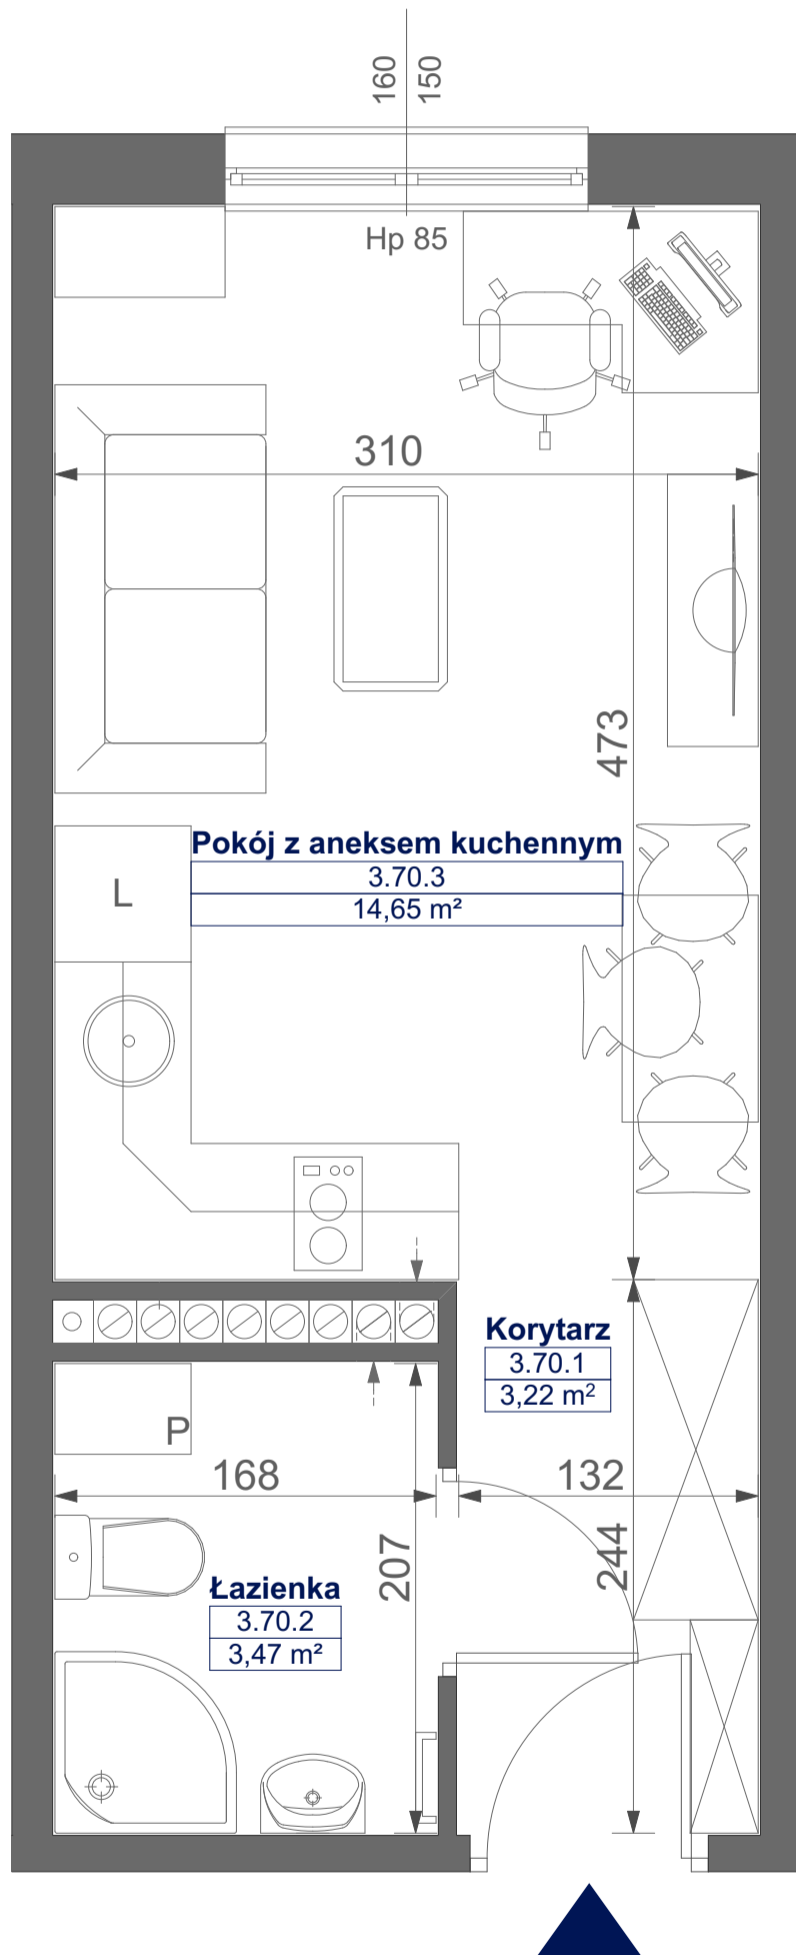 160
150
Hp 85
310
473
Pokój z aneksem kuchennym
3.70.3
14,65 m²
L
Korytarz
3.70.1
3,22 m²
P
168
132
207
244
Łazienka
3.70.2
3,47 m²